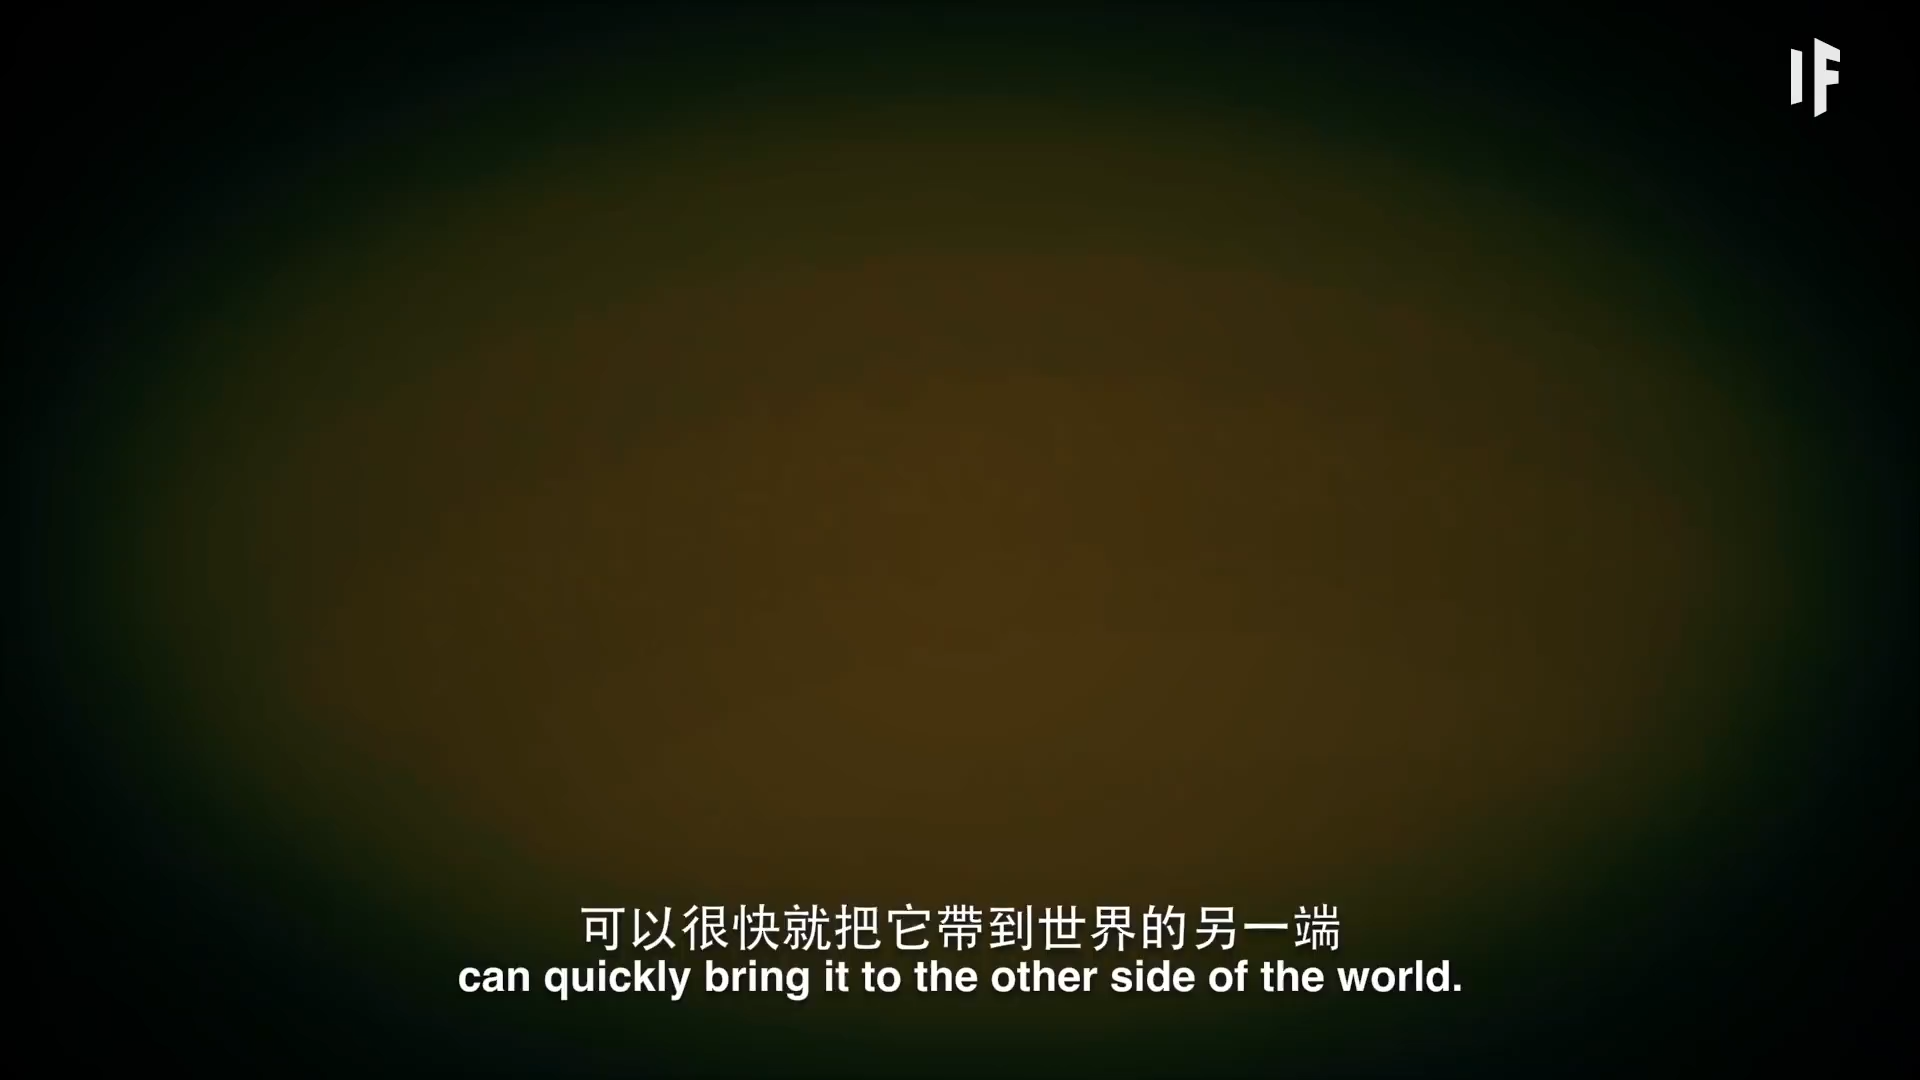 IF
可以很快就把它帶到世界的另一端
can quickly bring it to the other side of the world.